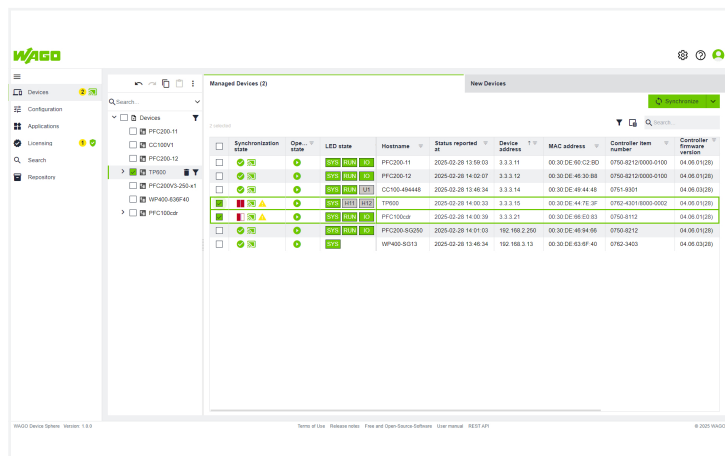 WAGO
Devices 2
Configuration
Applications
Licensing 1
Search
Repository
Search...
Devices
PFC200-11
CC100V1
PFC200-12
TP600
PFC200V3-250-x1
WP400-636F40
PFC100cdr
Managed Devices (2)
New Devices
Synchronize
2 selected
Search...
Synchronization state Ope... state LED state Hostname Status reported at Device address MAC address Controller item number Controller firmware version
SYS RUN IO PFC200-11 2025-02-28 13:59:03 3.3.3.11 00:30:DE:60:C2:BD 0750-8212/0000-0100 04.06.01(28)
SYS RUN IO PFC200-12 2025-02-28 14:02:07 3.3.3.12 00:30:DE:46:30:B8 0750-8212/0000-0100 04.06.01(28)
SYS RUN U1 CC100-494448 2025-02-28 13:46:34 3.3.3.14 00:30:DE:49:44:48 0751-9301 04.06.03(28)
SYS H11 H12 TP600 2025-02-28 14:00:33 3.3.3.15 00:30:DE:44:7E:3F 0762-4301/8000-0002 04.06.01(28)
SYS RUN IO PFC100cdr 2025-02-28 14:00:39 3.3.3.21 00:30:DE:66:E0:83 0750-8112 04.06.01(28)
SYS RUN IO PFC200-SG250 2025-02-28 14:01:03 192.168.2.250 00:30:DE:46:94:66 0750-8212 04.06.01(28)
SYS WP400-SG13 2025-02-28 13:46:34 192.168.3.13 00:30:DE:63:6F:40 0762-3403 04.06.03(28)
WAGO Device Sphere Version: 1.0.0
Terms of Use Release notes Free and Open-Source-Software User manual REST API
© 2025 WAGO